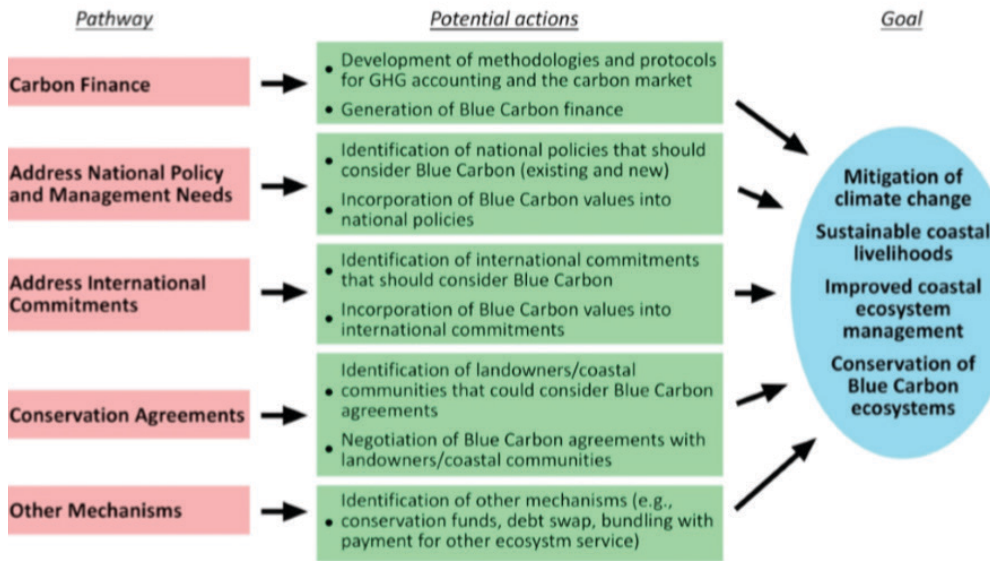 Pathway
Potential actions
Goal
Carbon Finance
• Development of methodologies and protocols
for GHG accounting and the carbon market
• Generation of Blue Carbon finance
Address National Policy
and Management Needs
• Identification of national policies that should
consider Blue Carbon (existing and new)
• Incorporation of Blue Carbon values into
national policies
Address International
Commitments
• Identification of international commitments
that should consider Blue Carbon
• Incorporation of Blue Carbon values into
international commitments
Conservation Agreements
Identification of landowners/coastal
• communities that could consider Blue Carbon
agreements
• Negotiation of Blue Carbon agreements with
landowners/coastal communities
Other Mechanisms
Identification of other mechanisms (e.g.,
• conservation funds, debt swap, bundling with
payment for other ecosystm service)
Mitigation of
climate change
Sustainable coastal
livelihoods
Improved coastal
ecosystem
management
Conservation of
Blue Carbon
ecosystems